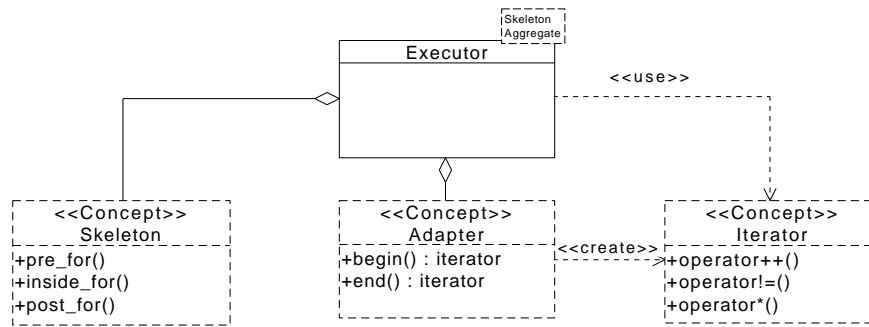 Skeleton
Aggregate
Executor
<<use>>
<<Concept>>
Skeleton
+pre_for()
+inside_for()
+post_for()
<<Concept>>
Adapter
+begin() : iterator
+end() : iterator
<<create>>
<<Concept>>
Iterator
+operator++()
+operator!=()
+operator*()